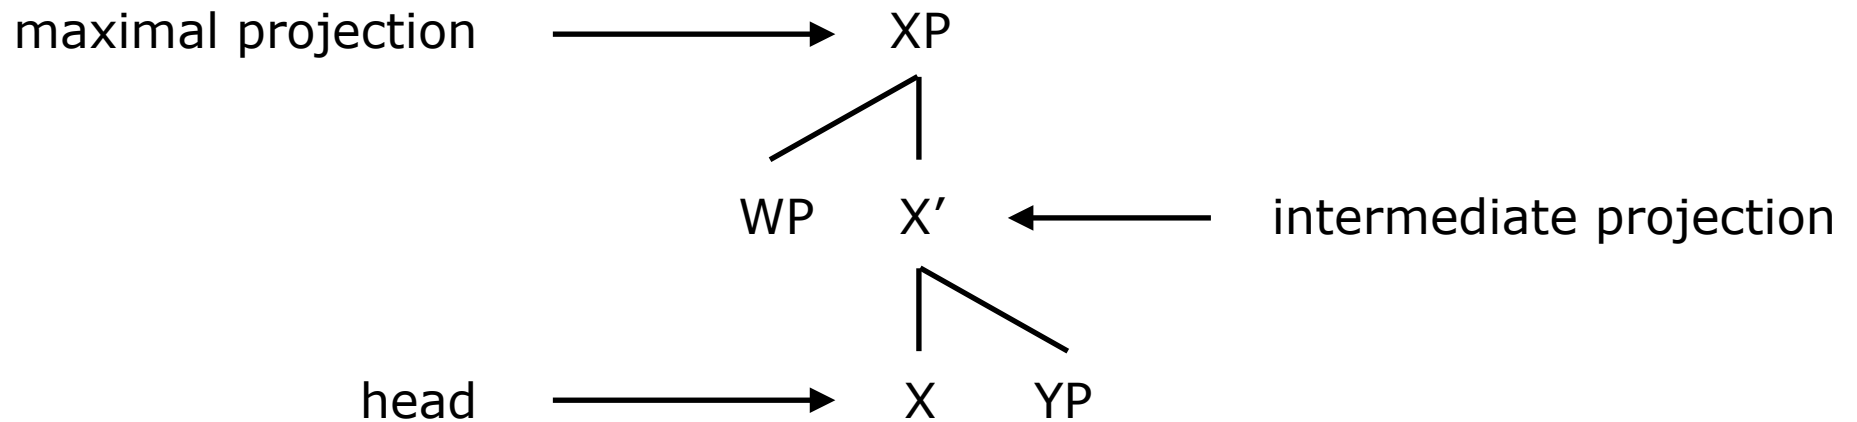 maximal projection XP
WP X’ intermediate projection
head X YP